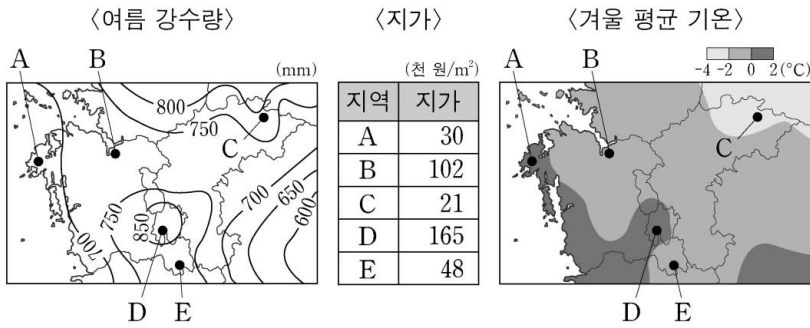 〈여름 강수량〉
〈지가〉
〈겨울 평균 기온〉
A
B
(mm)
800
750
C
700
650
600
750
850
700
D
E
(천 원/m²)
지역 지가
A 30
B 102
C 21
D 165
E 48
A
B
-4 -2 0 2(℃)
C
D
E